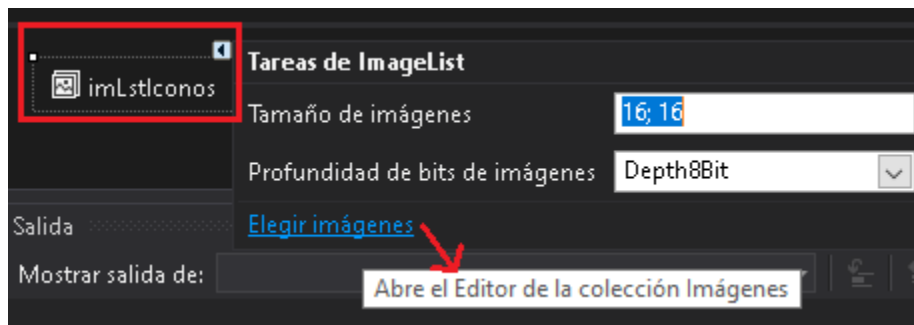 imLstIconos
Tareas de ImageList
Tamaño de imágenes
16; 16
Profundidad de bits de imágenes
Depth8Bit
Elegir imágenes
Salida
Mostrar salida de:
Abre el Editor de la colección Imágenes